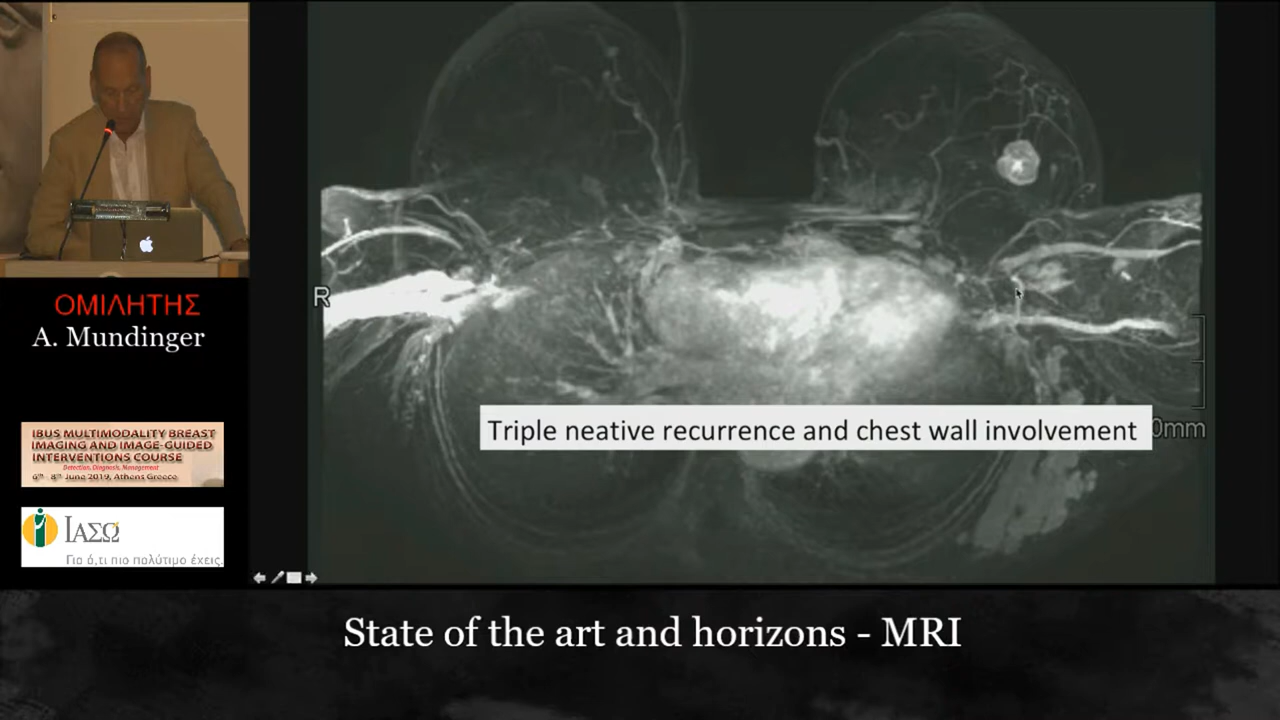 ΟΜΙΛΗΤΗΣ
A. Mundinger
IBUS MULTIMODALITY BREAST
IMAGING AND IMAGE-GUIDED
INTERVENTIONS COURSE
Detection, Diagnosis, Management
6th - 8th June 2019, Athens Greece
ΙΑΣΩ
Για ό,τι πιο πολύτιμο έχεις.
R
Triple neative recurrence and chest wall involvement
0mm
State of the art and horizons - MRI